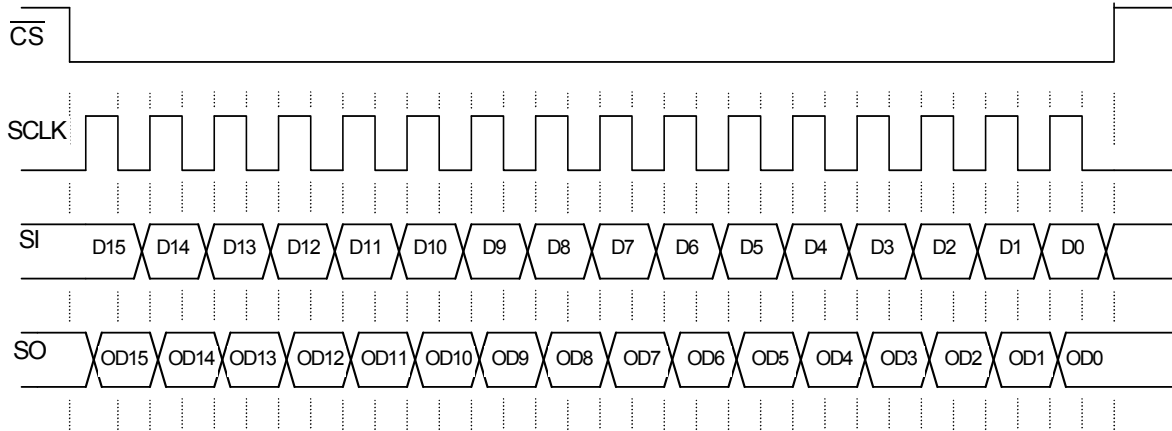 CS
SCLK
SI D15 D14 D13 D12 D11 D10 D9 D8 D7 D6 D5 D4 D3 D2 D1 D0
SO OD15 OD14 OD13 OD12 OD11 OD10 OD9 OD8 OD7 OD6 OD5 OD4 OD3 OD2 OD1 OD0